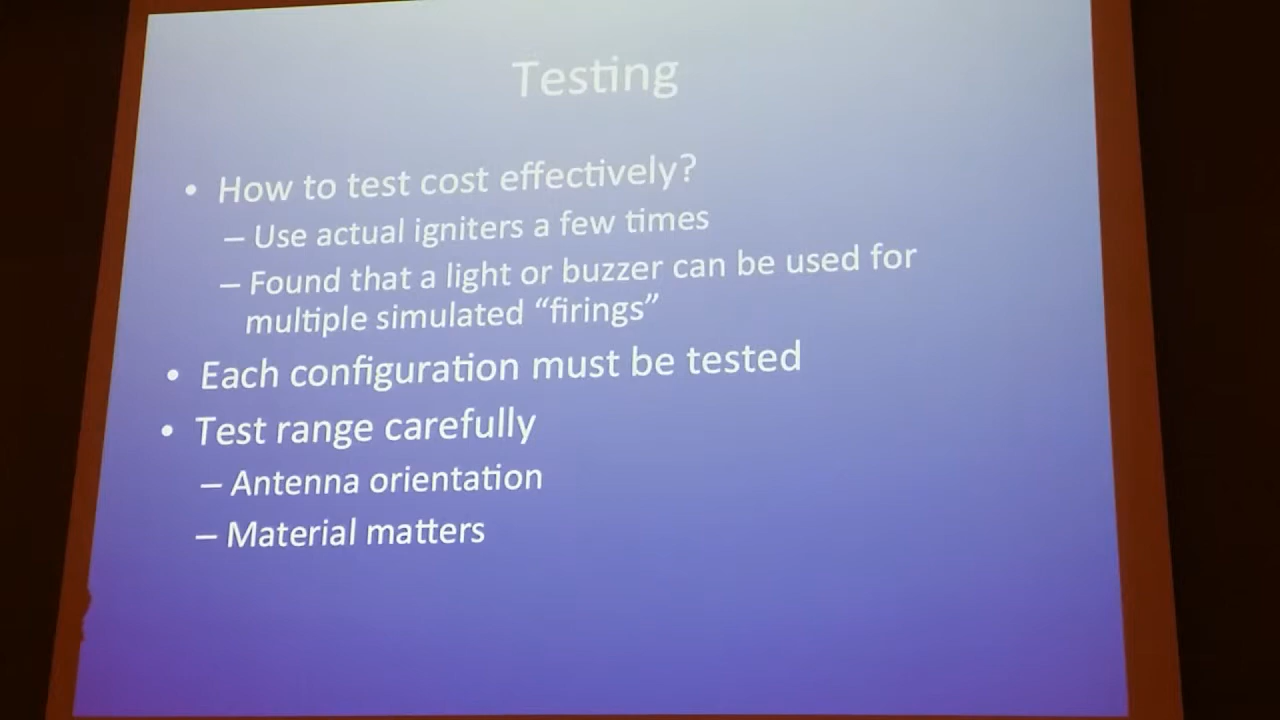 Testing
• How to test cost effectively?
– Use actual igniters a few times
– Found that a light or buzzer can be used for
multiple simulated “firings”
• Each configuration must be tested
• Test range carefully
– Antenna orientation
– Material matters